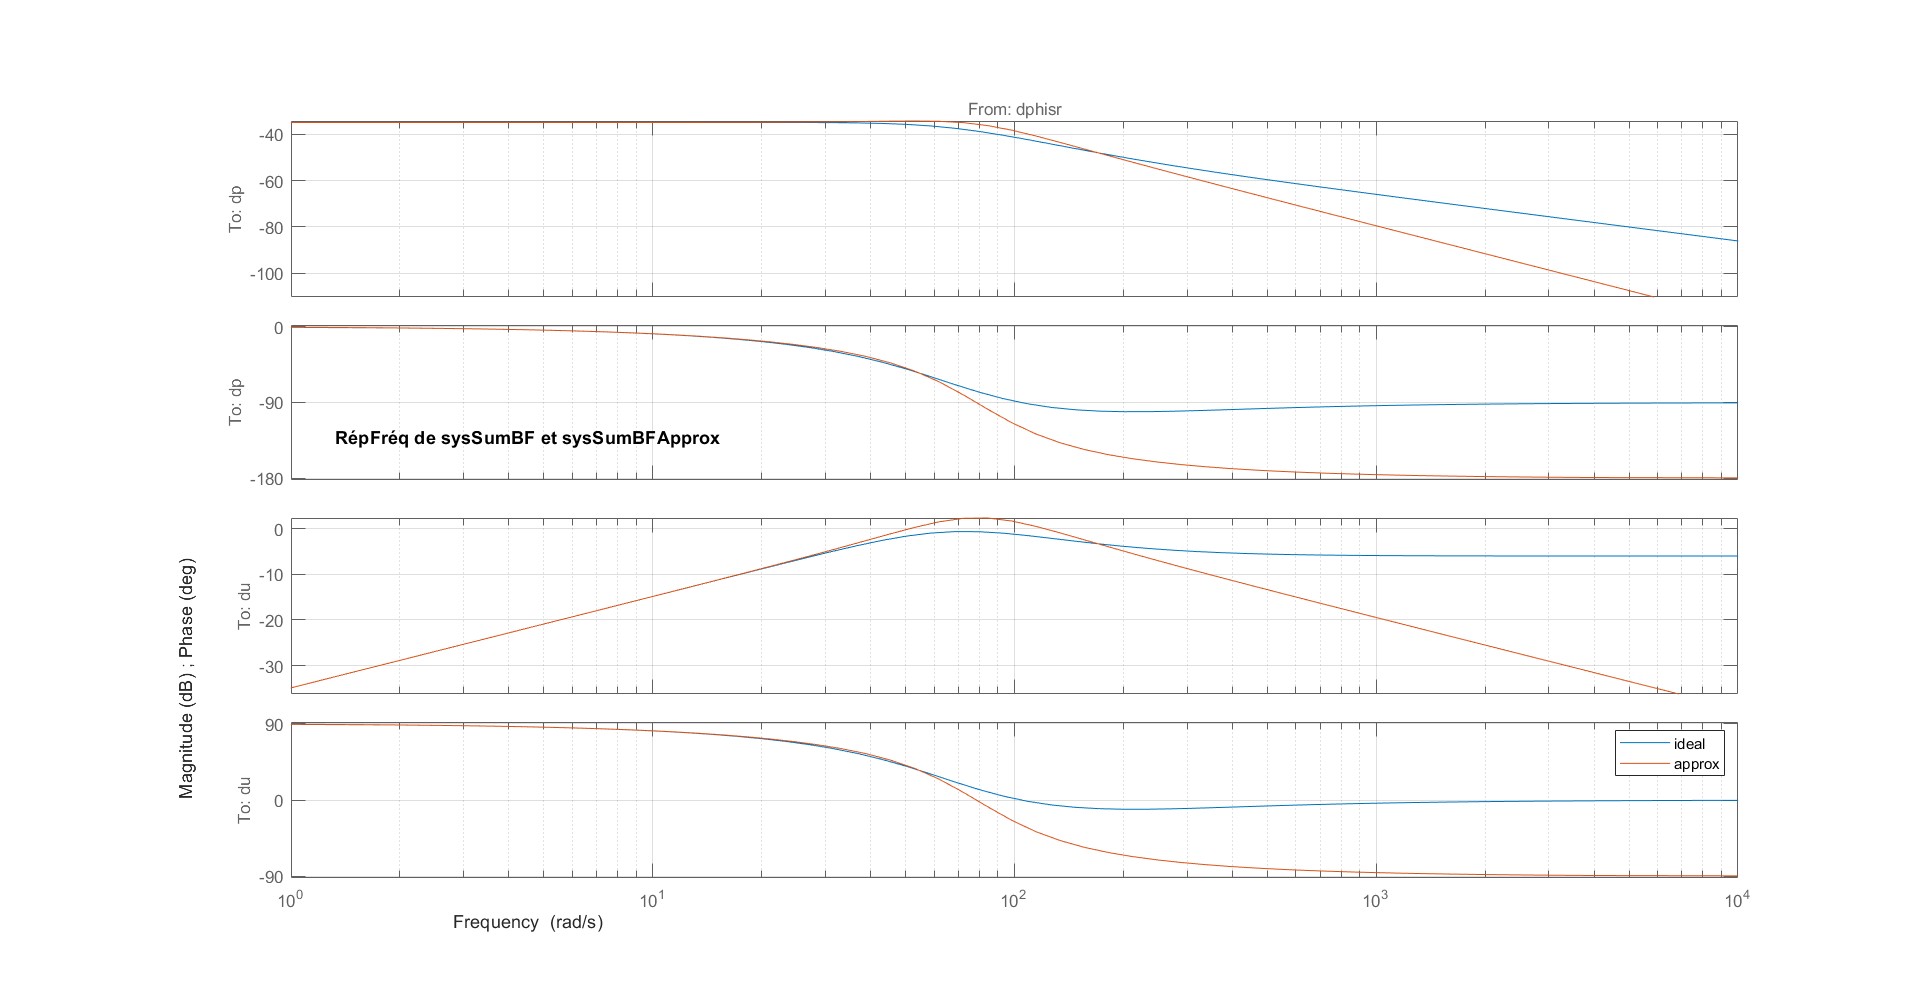 From: dphisr
-40
-60
-80
-100
To: dp
0
-90
-180
To: dp
RépFréq de sysSumBF et sysSumBFApprox
0
-10
-20
-30
To: du
Magnitude (dB) ; Phase (deg)
90
0
-90
To: du
ideal
approx
10^0 10^1 10^2 10^3 10^4
Frequency (rad/s)